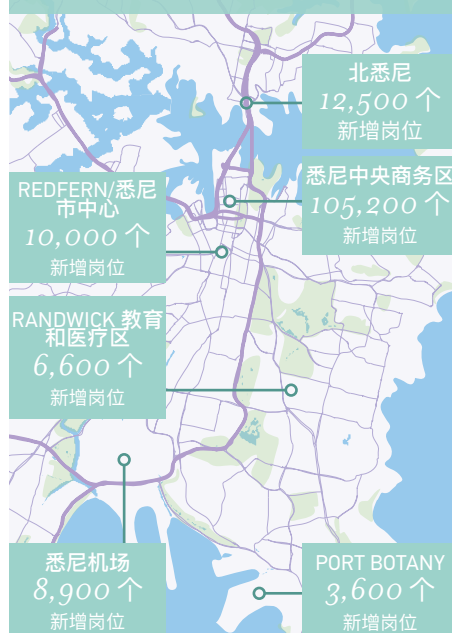 北悉尼
12,500 个
新增岗位
悉尼中央商务区
105,200 个
新增岗位
REDFERN/悉尼
市中心
10,000 个
新增岗位
RANDWICK 教育
和医疗区
6,600 个
新增岗位
悉尼机场
8,900 个
新增岗位
PORT BOTANY
3,600 个
新增岗位